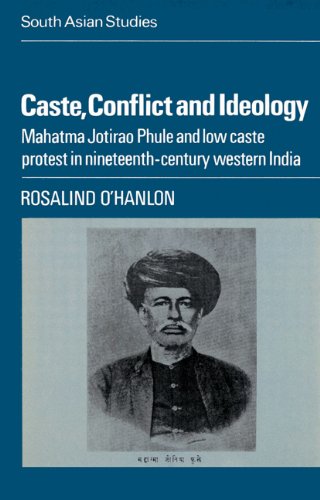 South Asian Studies
Caste, Conflict and Ideology
Mahatma Jotirao Phule and low caste
protest in nineteenth-century western India
ROSALIND O'HANLON
महात्मा जोतिबा फुले